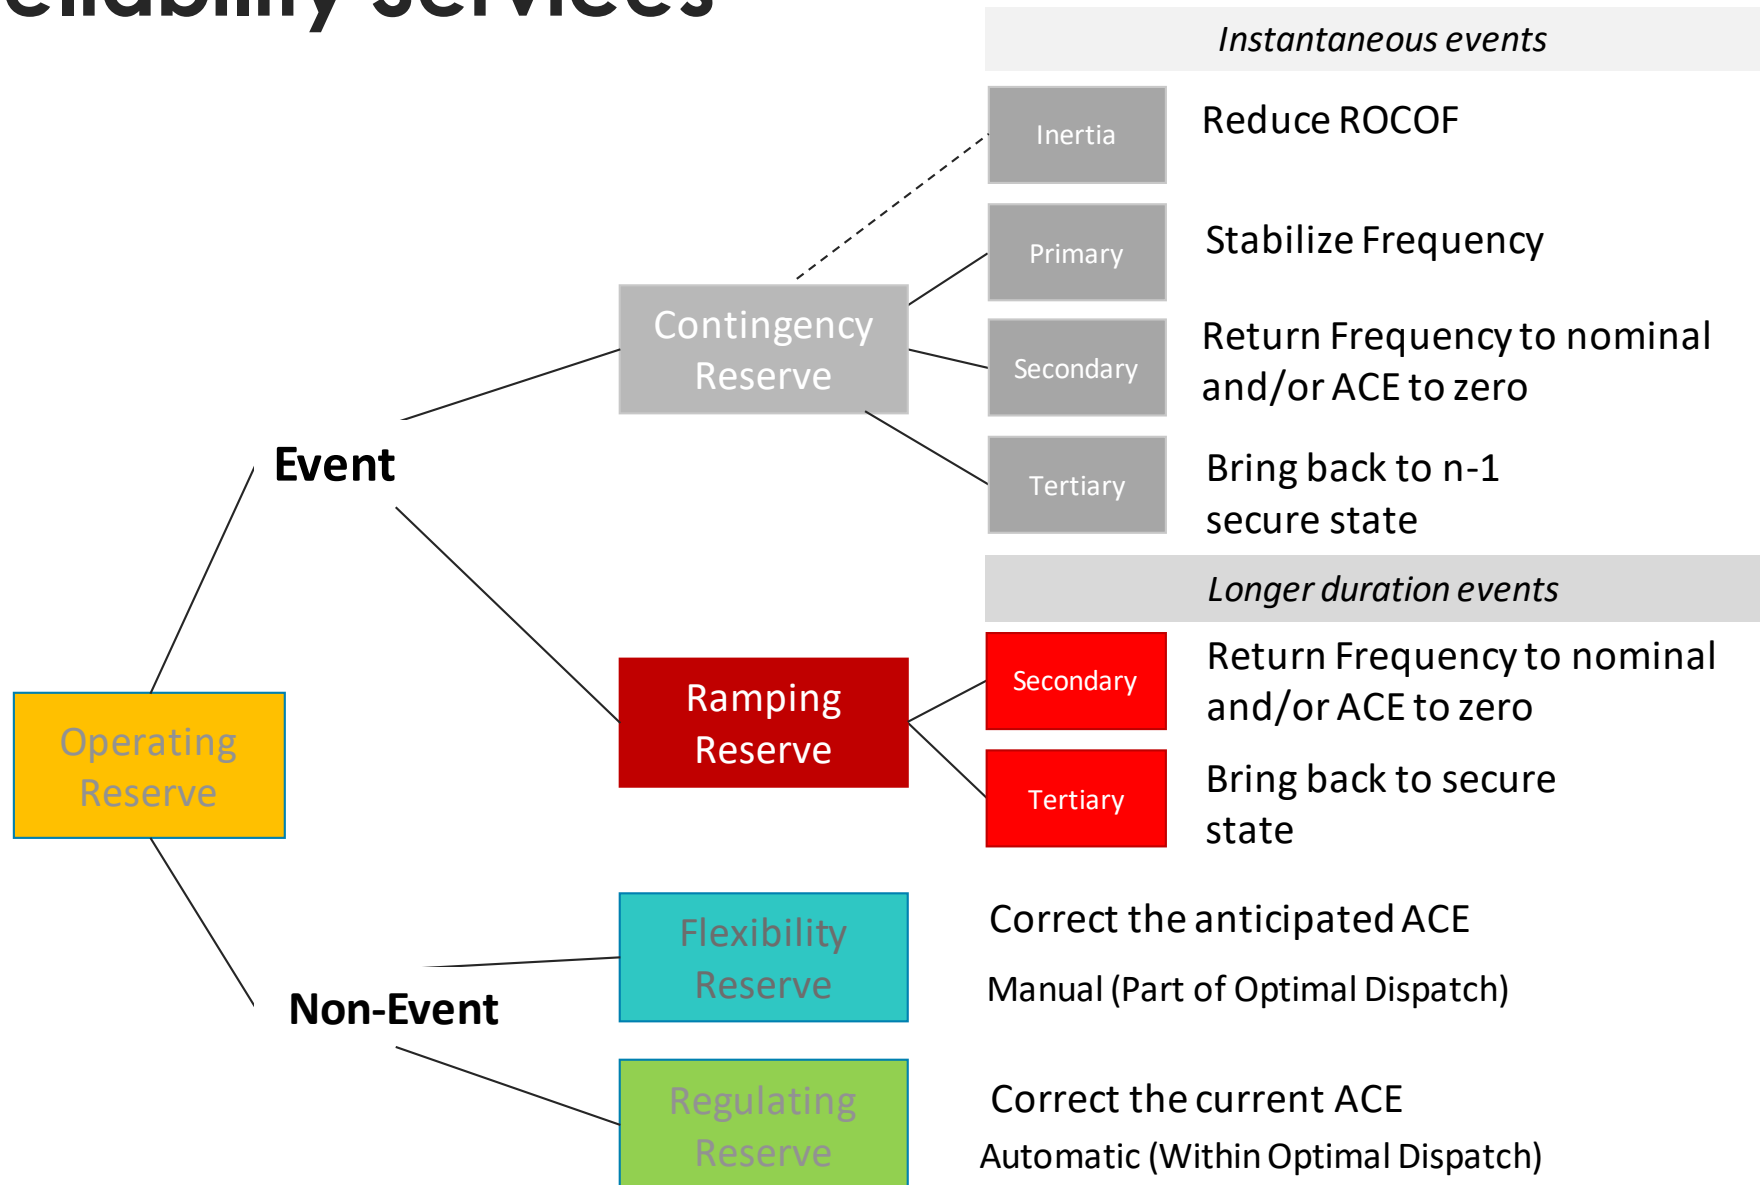 eliability Services
Instantaneous events
Inertia
Reduce ROCOF
Primary
Stabilize Frequency
Contingency
Reserve
Secondary
Return Frequency to nominal
and/or ACE to zero
Event
Tertiary
Bring back to n-1
secure state
Longer duration events
Ramping
Reserve
Secondary
Return Frequency to nominal
and/or ACE to zero
Operating
Reserve
Tertiary
Bring back to secure
state
Flexibility
Reserve
Correct the anticipated ACE
Manual (Part of Optimal Dispatch)
Non-Event
Regulating
Reserve
Correct the current ACE
Automatic (Within Optimal Dispatch)